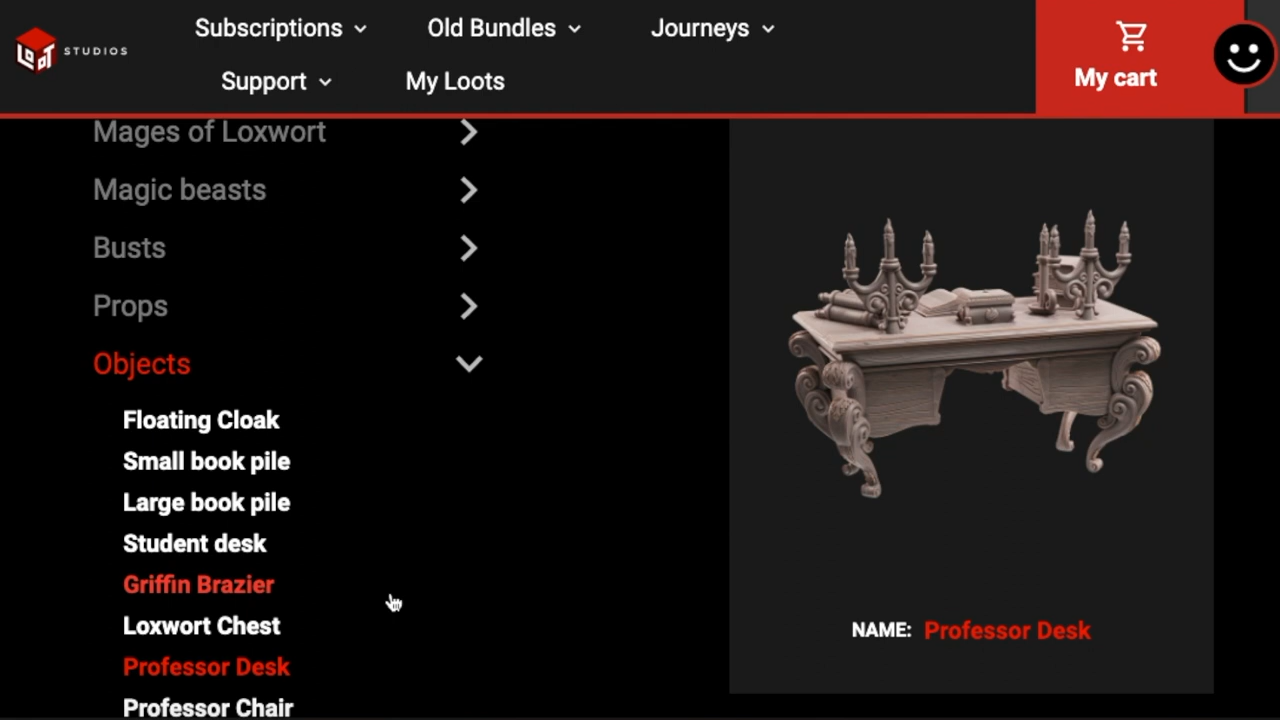 LOOT STUDIOS
Subscriptions
Old Bundles
Journeys
Support
My Loots
My cart
Mages of Loxwort
Magic beasts
Busts
Props
Objects
Floating Cloak
Small book pile
Large book pile
Student desk
Griffin Brazier
Loxwort Chest
Professor Desk
Professor Chair
NAME: Professor Desk